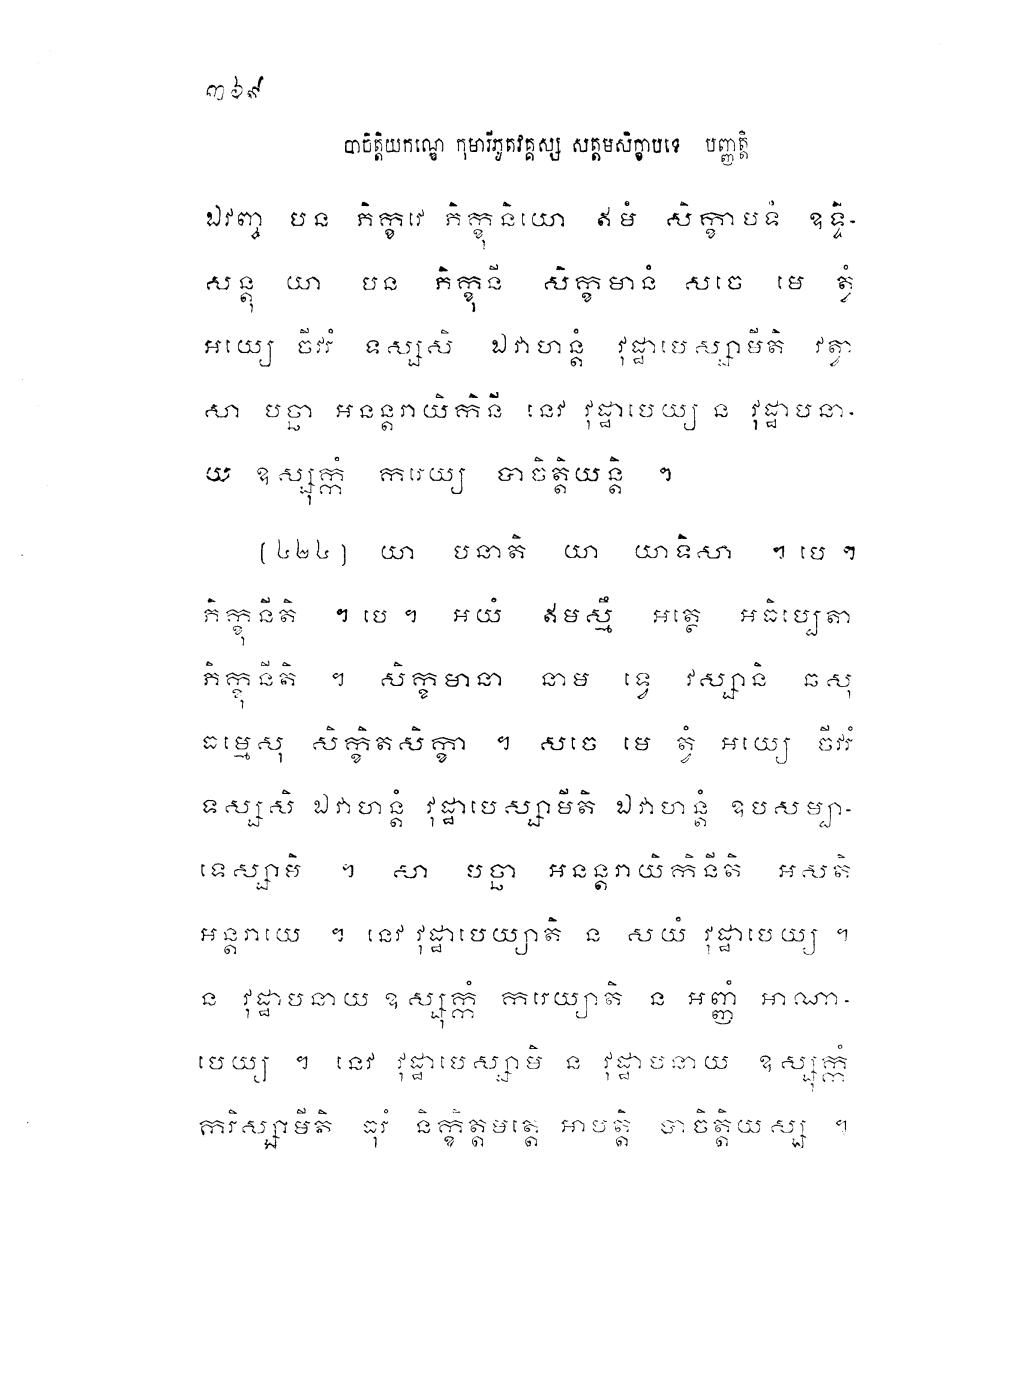 ៣៦៩
បាចិត្តិយកណ្ឌេ កុមារីភូតវគ្គស្ស សត្តមសិក្ខាបទេ បញ្ញត្តិ
ឯវញ្ច បន ភិក្ខវេ ភិក្ខុនិយោ ឥមំ សិក្ខាបទំ ឧទ្ទិ-
សន្តុ យា បន ភិក្ខុនី សិក្ខមានំ សចេ មេ ត្វំ
អយ្យេ ចីវរំ ទស្សសិ ឯវាហន្តំ វុដ្ឋាបេស្សាមីតិ វត្វា
សា បច្ឆា អនន្តរាយិកិនី នេវ វុដ្ឋាបេយ្យ ន វុដ្ឋាបនា-
យ ឧស្សុក្កំ ករេយ្យ បាចិត្តិយន្តិ ។
(៤២៤) យា បនាតិ យា យាទិសា ។ បេ ។
ភិក្ខុនីតិ ។ បេ ។ អយំ ឥមស្មឹ អត្ថេ អធិប្បេតា
ភិក្ខុនីតិ ។ សិក្ខមានា នាម ទ្វេ វស្សានិ ឆសុ
ធម្មេសុ សិក្ខិតសិក្ខា ។ សចេ មេ ត្វំ អយ្យេ ចីវរំ
ទស្សសិ ឯវាហន្តំ វុដ្ឋាបេស្សាមីតិ ឯវាហន្តំ ឧបសម្បា-
ទេស្សាមិ ។ សា បច្ឆា អនន្តរាយិកិនីតិ អសតិ
អន្តរាយេ ។ នេវ វុដ្ឋាបេយ្យាតិ ន សយំ វុដ្ឋាបេយ្យ ។
ន វុដ្ឋាបនាយ ឧស្សុក្កំ ករេយ្យាតិ ន អញ្ញំ អាណា-
បេយ្យ ។ នេវ វុដ្ឋាបេស្សាមិ ន វុដ្ឋាបនាយ ឧស្សុក្កំ
ករិស្សាមីតិ ធុរំ និក្ខិត្តមត្តេ អាបត្តិ បាចិត្តិយស្ស ។